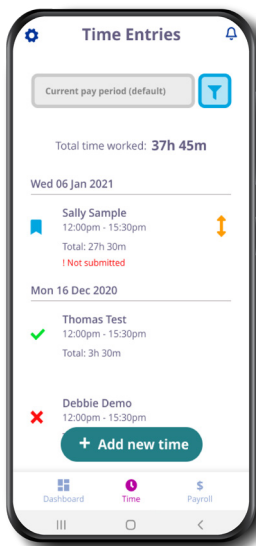 Time Entries
Current pay period (default)
Total time worked: 37h 45m
Wed 06 Jan 2021
Sally Sample
12:00pm - 15:30pm
Total: 27h 30m
! Not submitted
Mon 16 Dec 2020
Thomas Test
12:00pm - 15:30pm
Total: 3h 30m
Debbie Demo
12:00pm - 15:30pm
+ Add new time
Dashboard
Time
$
Payroll